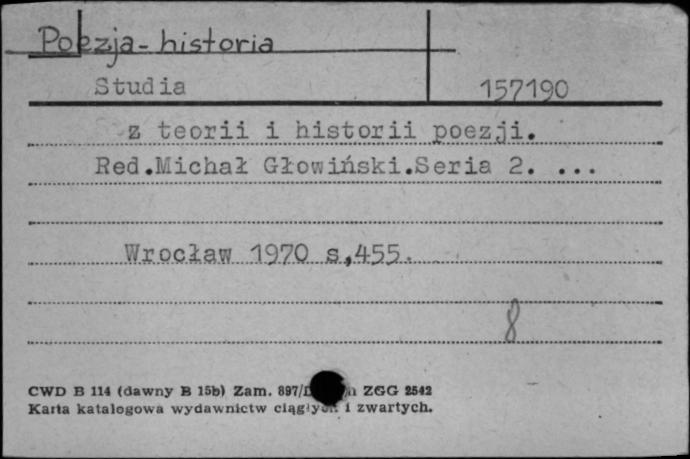 Poezja - historia
Studia 157190
z teorii i historii poezji.
Red.Michał Głowiński.Seria 2. ...
Wrocław 1970 s,455.
8
CWD B 114 (dawny B 15b) Zam. 897/ ZGG 2542
Karta katalogowa wydawnictw ciągłych i zwartych.